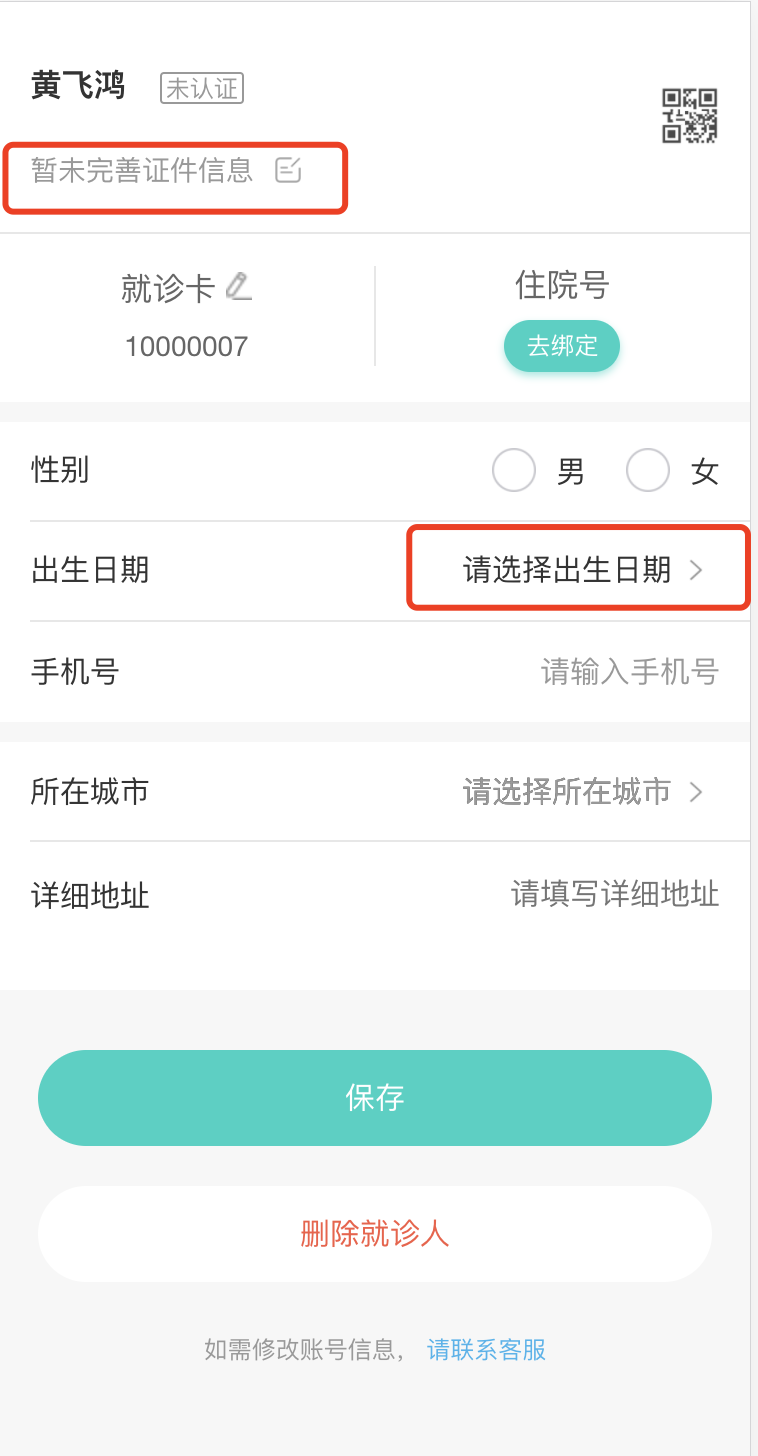 黄飞鸿 未认证
暂未完善证件信息
就诊卡
住院号
10000007
去绑定
性别 男 女
出生日期 请选择出生日期
手机号 请输入手机号
所在城市 请选择所在城市
详细地址 请填写详细地址
保存
删除就诊人
如需修改账号信息， 请联系客服